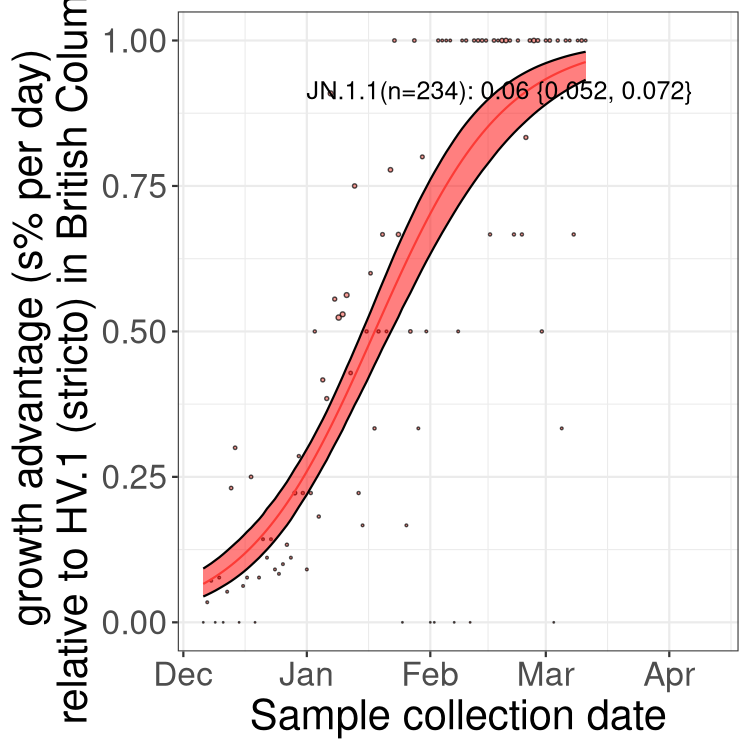 growth advantage (s% per day)
relative to HV.1 (stricto) in British Colum
1.00
0.75
0.50
0.25
0.00
JN.1.1(n=234): 0.06 {0.052, 0.072}
Dec Jan Feb Mar Apr
Sample collection date